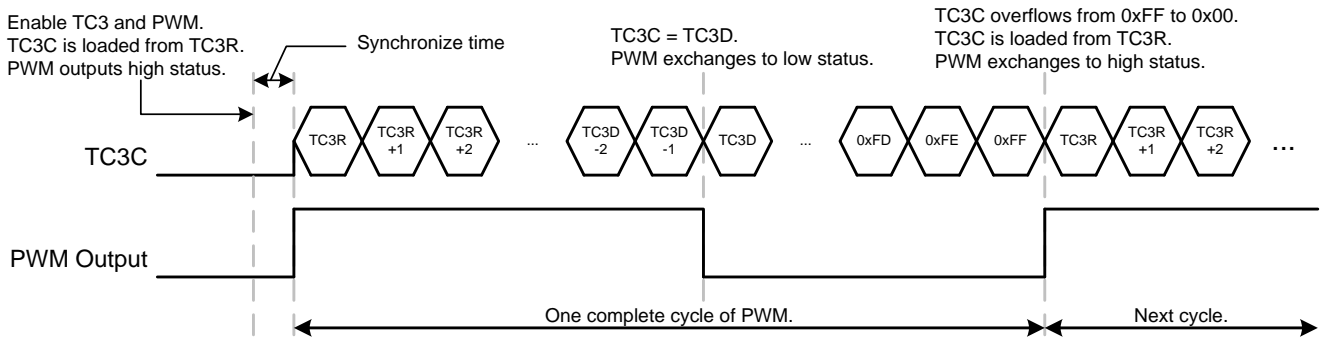 Enable TC3 and PWM.
TC3C is loaded from TC3R.
PWM outputs high status.
Synchronize time
TC3C = TC3D.
PWM exchanges to low status.
TC3C overflows from 0xFF to 0x00.
TC3C is loaded from TC3R.
PWM exchanges to high status.
TC3C
TC3R
TC3R
+1
TC3R
+2
...
TC3D
-2
TC3D
-1
TC3D
...
0xFD
0xFE
0xFF
TC3R
TC3R
+1
TC3R
+2
...
PWM Output
One complete cycle of PWM.
Next cycle.